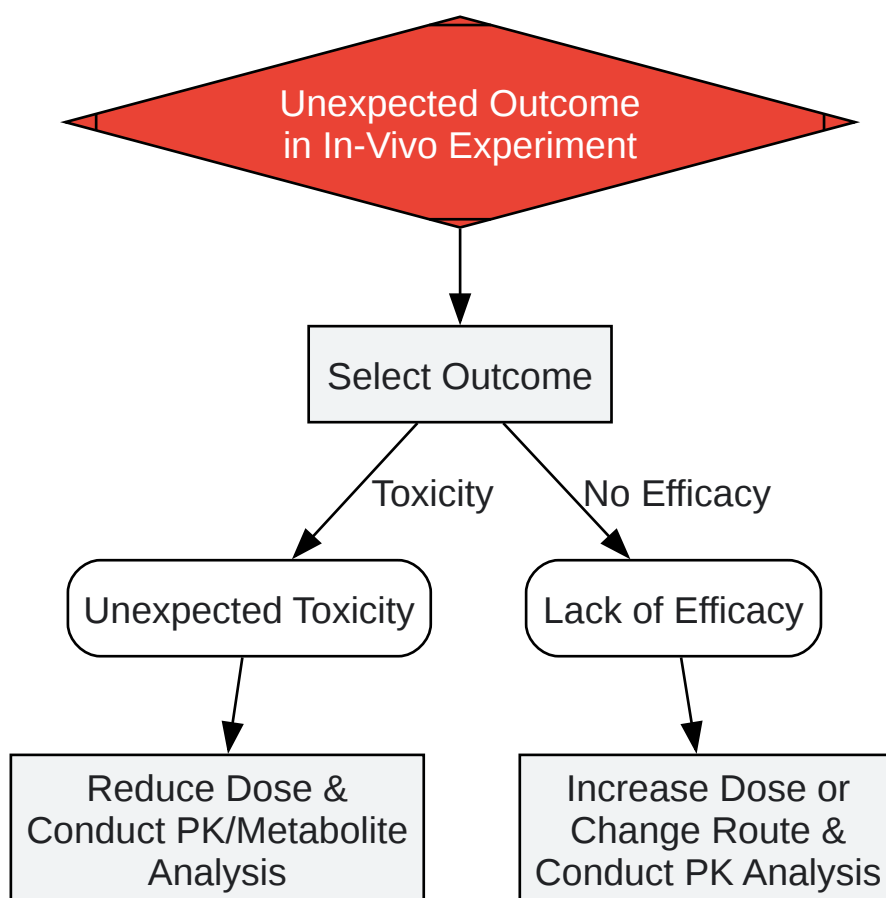 Unexpected Outcome
in In-Vivo Experiment
Select Outcome
Toxicity
No Efficacy
Unexpected Toxicity
Lack of Efficacy
Reduce Dose &
Conduct PK/Metabolite
Analysis
Increase Dose or
Change Route &
Conduct PK Analysis